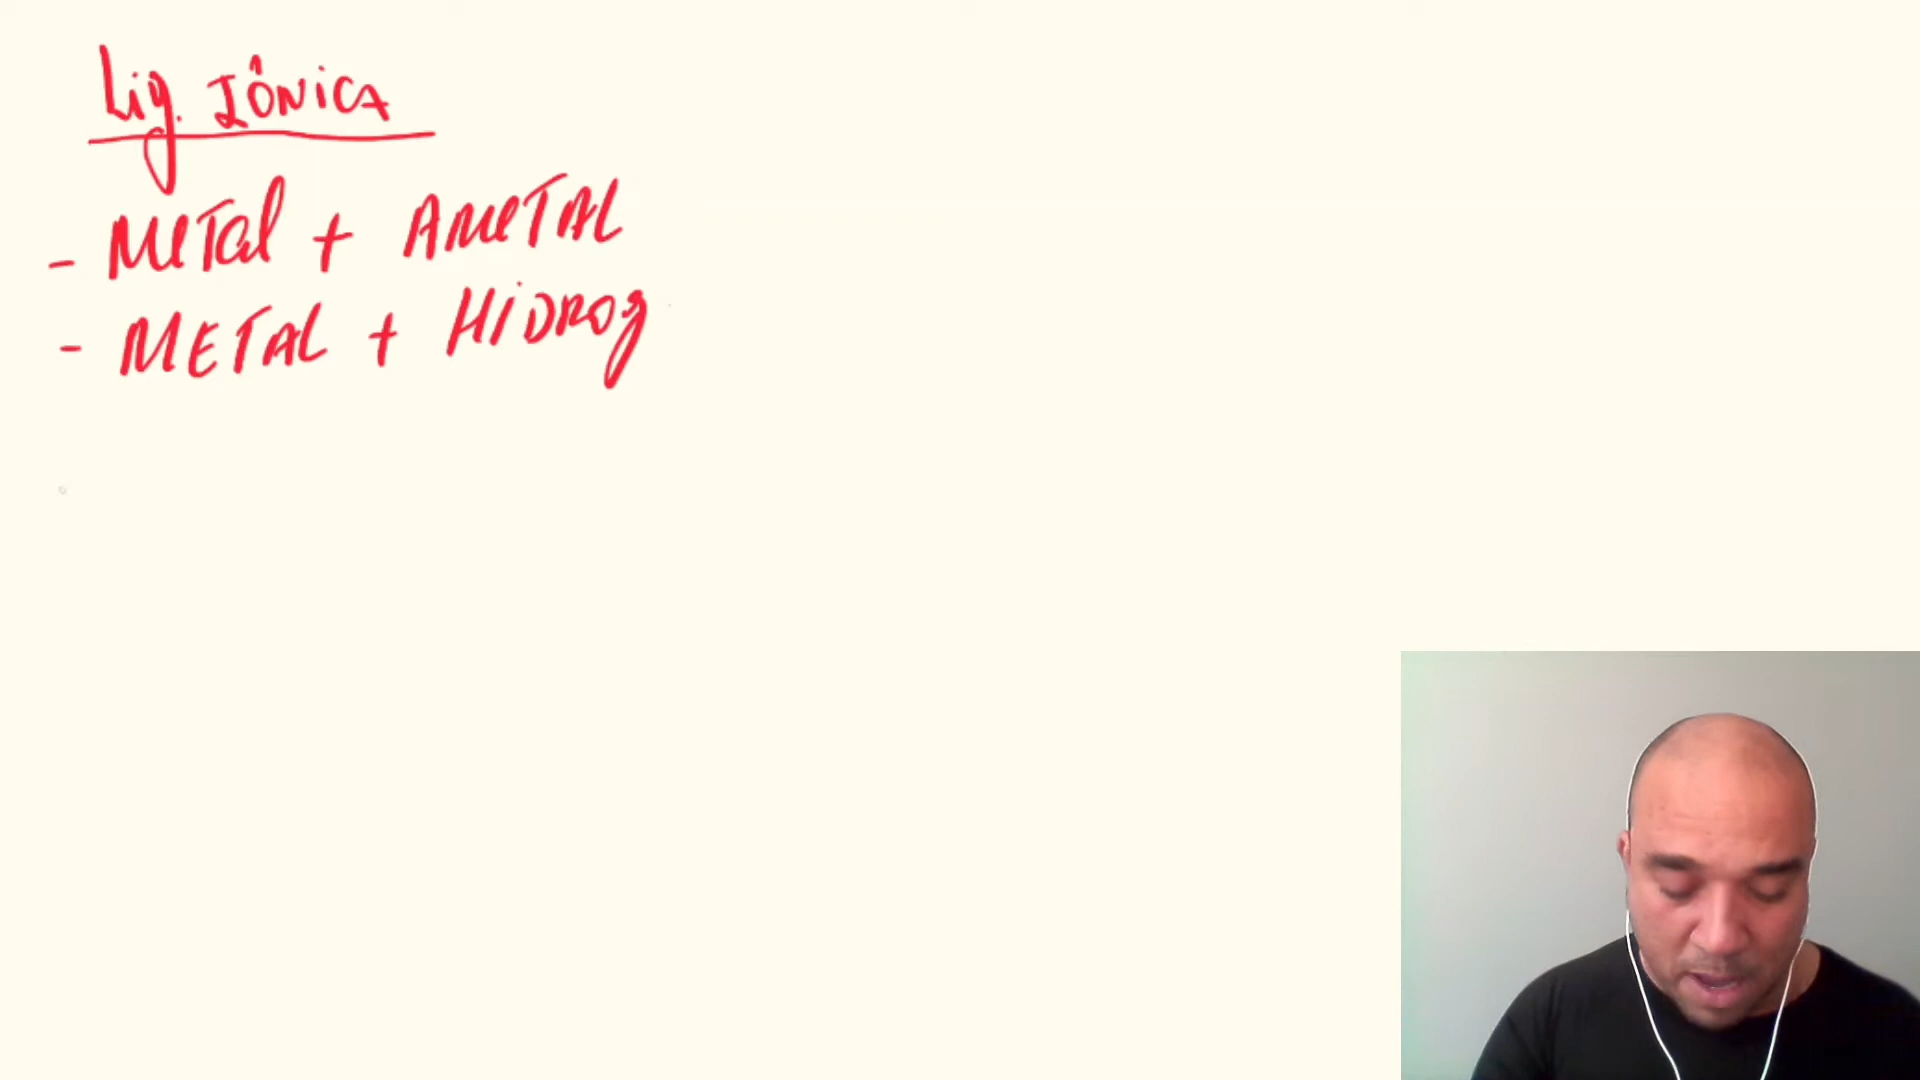 Lig. IÔNICA
- METAL + AMETAL
- METAL + HIDROG